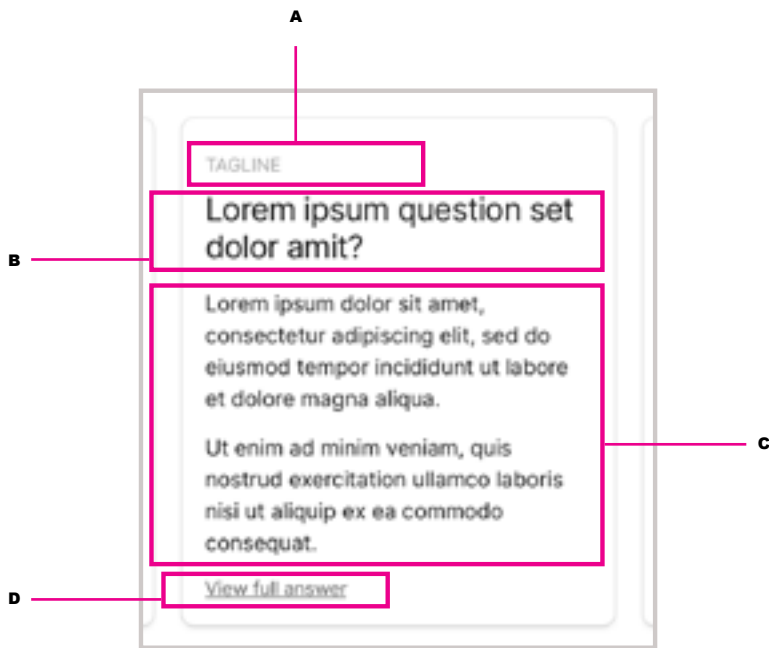 A
TAGLINE
Lorem ipsum question set
dolor amit?
B
Lorem ipsum dolor sit amet,
consectetur adipiscing elit, sed do
eiusmod tempor incididunt ut labore
et dolore magna aliqua.
Ut enim ad minim veniam, quis
nostrud exercitation ullamco laboris
nisi ut aliquip ex ea commodo
consequat.
C
View full answer
D